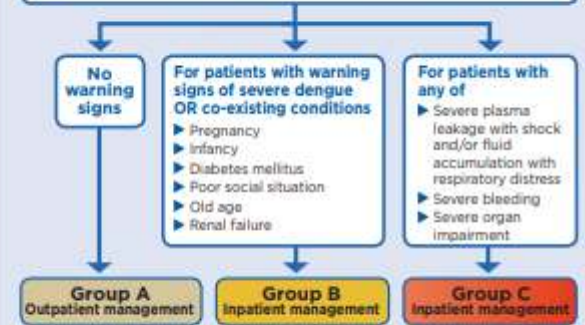 No
warning
signs
For patients with warning
signs of severe dengue
OR co-existing conditions
▶ Pregnancy
▶ Infancy
▶ Diabetes mellitus
▶ Poor social situation
▶ Old age
▶ Renal failure
For patients with
any of
▶ Severe plasma
leakage with shock
and/or fluid
accumulation with
respiratory distress
▶ Severe bleeding
▶ Severe organ
impairment
Group A
Outpatient management
Group B
Inpatient management
Group C
Inpatient management